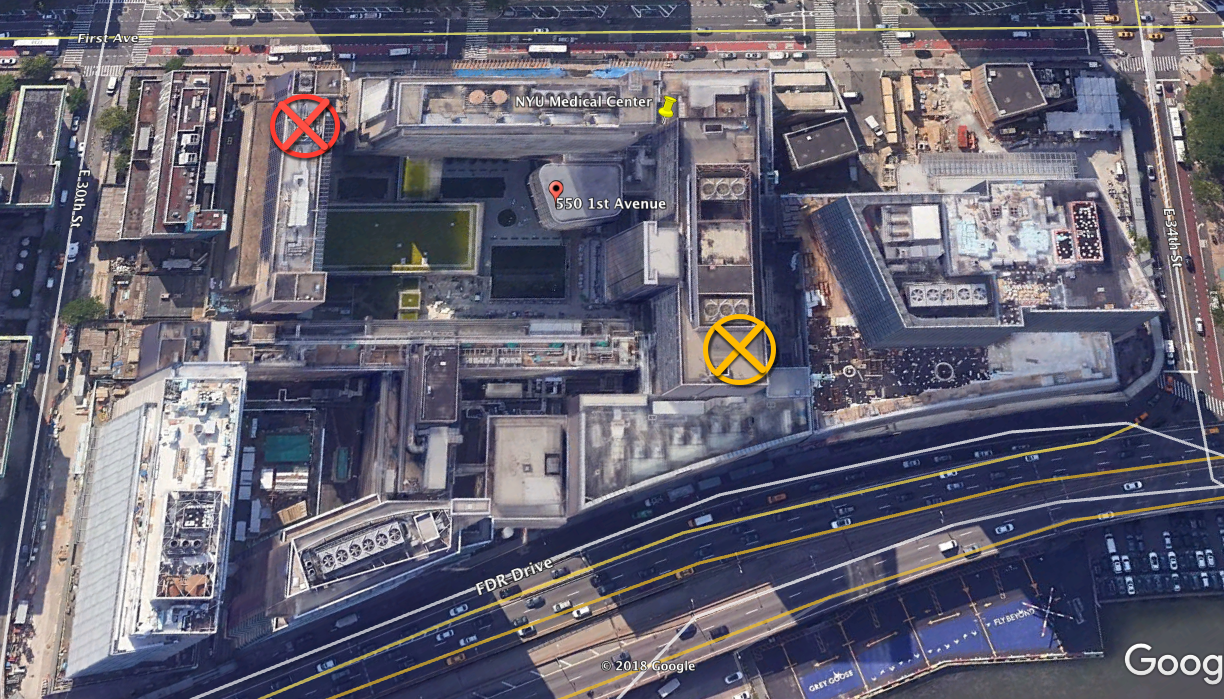 First Ave
NYU Medical Center
550 1st Avenue
E 30th St
E 34th St
FDR Drive
FLY BEYOND
GREY GOOSE
© 2018 Google
Goog